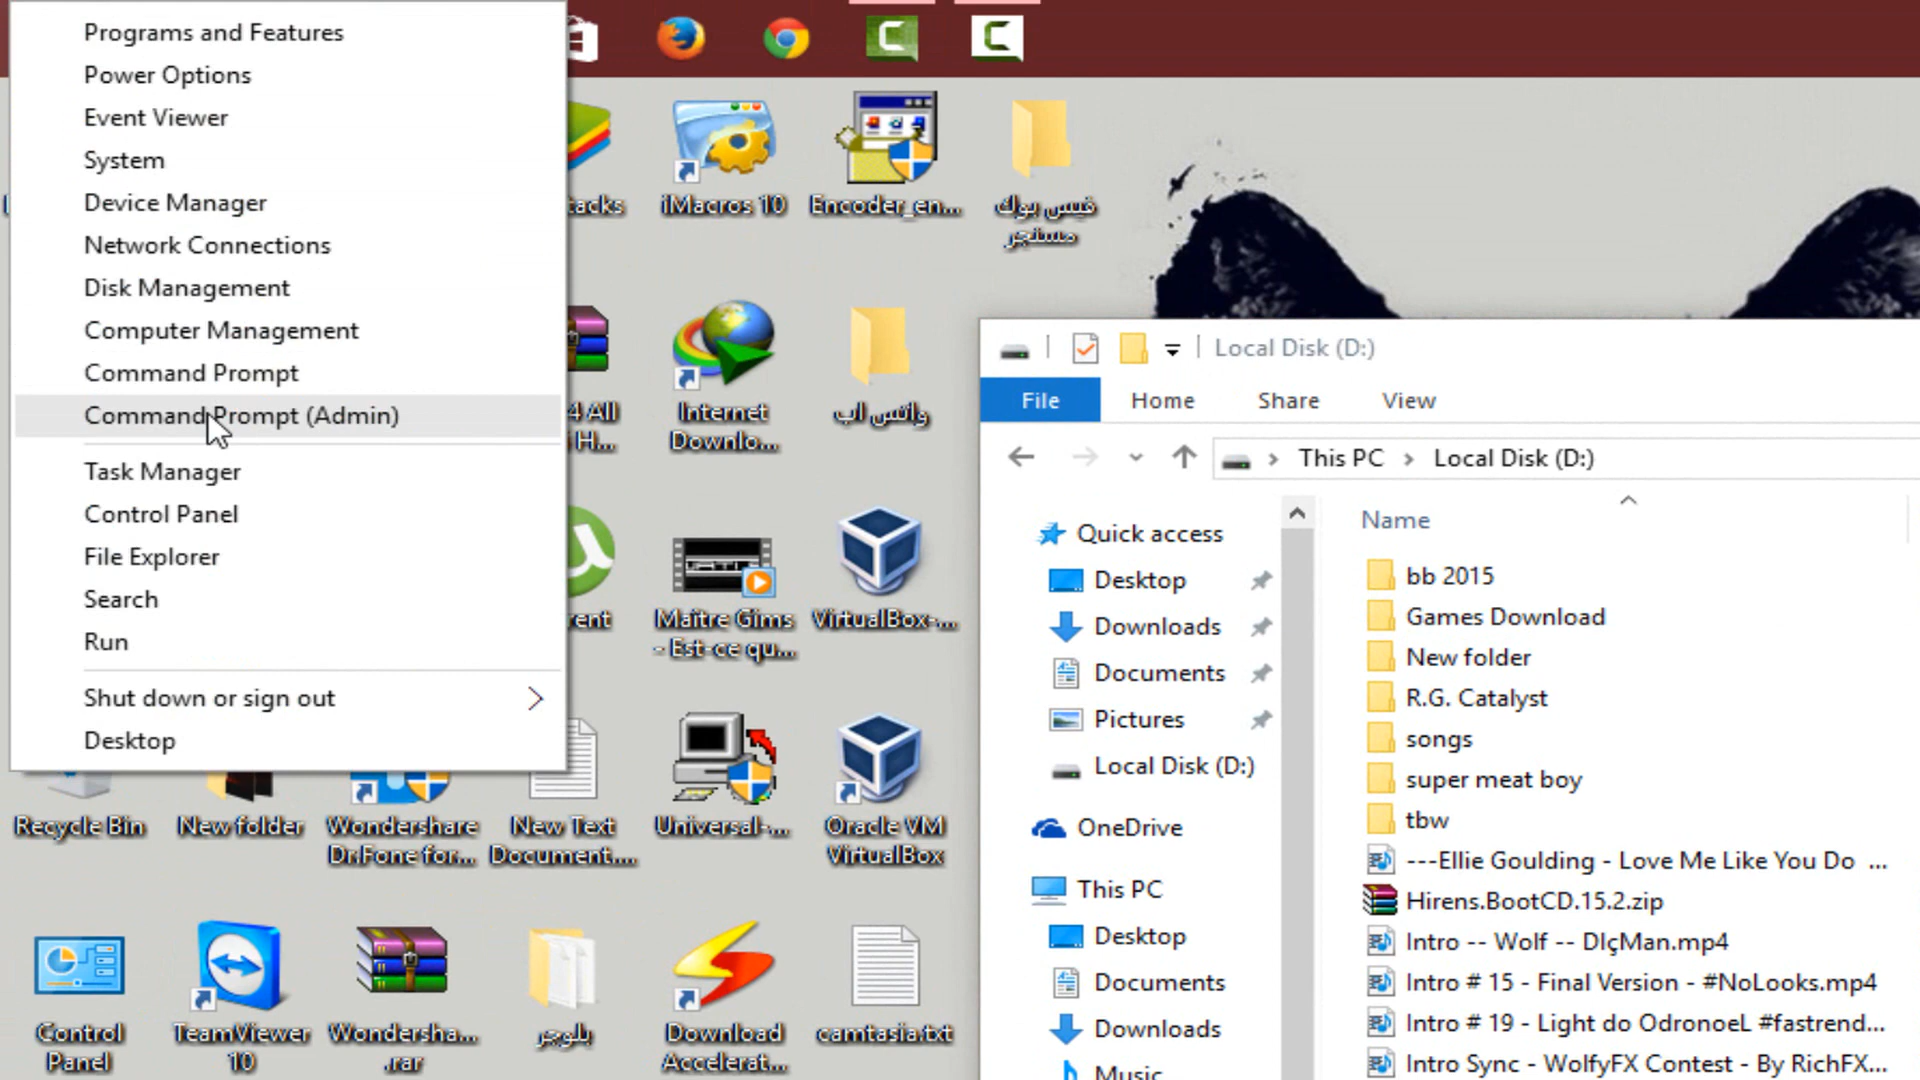 Programs and Features
Power Options
Event Viewer
System
Device Manager
Network Connections
Disk Management
Computer Management
Command Prompt
Command Prompt (Admin)
Task Manager
Control Panel
File Explorer
Search
Run
Shut down or sign out
Desktop
tacks
iMacros 10
Encoder_en...
فيس بوك
مسنجر
4 All
H...
Internet
Downlo...
واتس اب
rent
Maître Gims
- Est-ce qu...
VirtualBox-...
Recycle Bin
New folder
Wondershare
Dr.Fone for...
New Text
Document....
Universal-...
Oracle VM
VirtualBox
Control
Panel
TeamViewer
10
Wondersha...
.rar
بلوجر
Download
Accelerat...
camtasia.txt
Local Disk (D:)
File
Home
Share
View
This PC
Local Disk (D:)
Quick access
Desktop
Downloads
Documents
Pictures
Local Disk (D:)
OneDrive
This PC
Desktop
Documents
Downloads
Music
Name
bb 2015
Games Download
New folder
R.G. Catalyst
songs
super meat boy
tbw
---Ellie Goulding - Love Me Like You Do ...
Hirens.BootCD.15.2.zip
Intro -- Wolf -- DlçMan.mp4
Intro # 15 - Final Version - #NoLooks.mp4
Intro # 19 - Light do OdronoeL #fastrend...
Intro Sync - WolfyFX Contest - By RichFX...